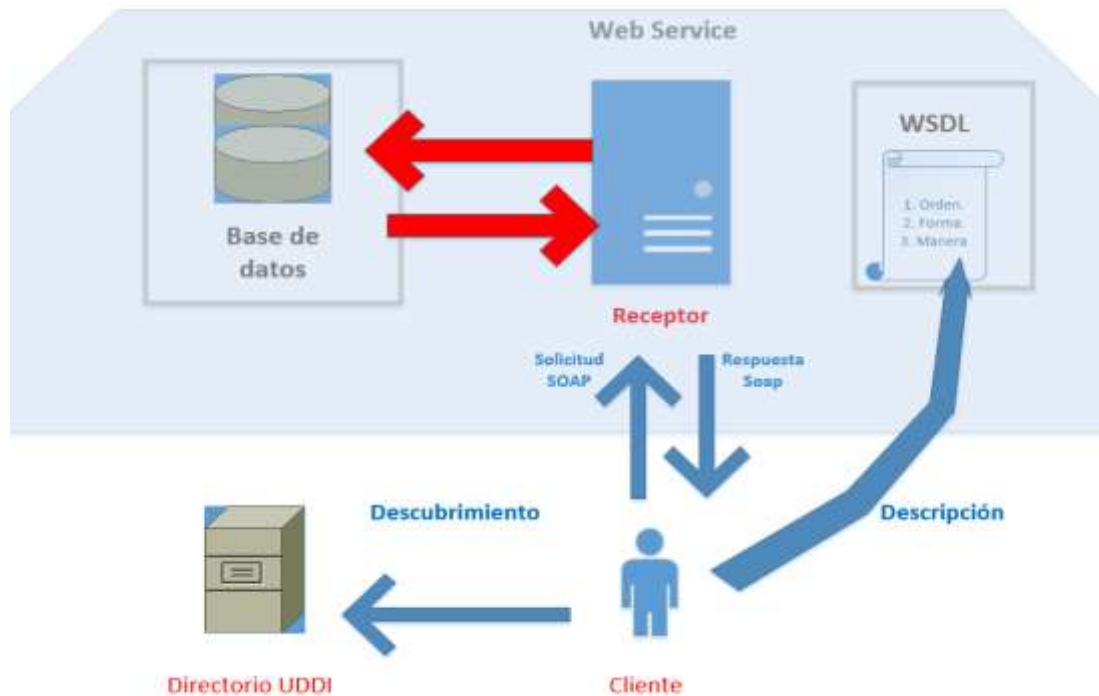 Web Service
WSDL
1. Orden.
2. Forma.
3. Manera
Base de
datos
Receptor
Solicitud
SOAP
Respuesta
Soap
Descubrimiento
Descripción
Directorio UDDI
Cliente